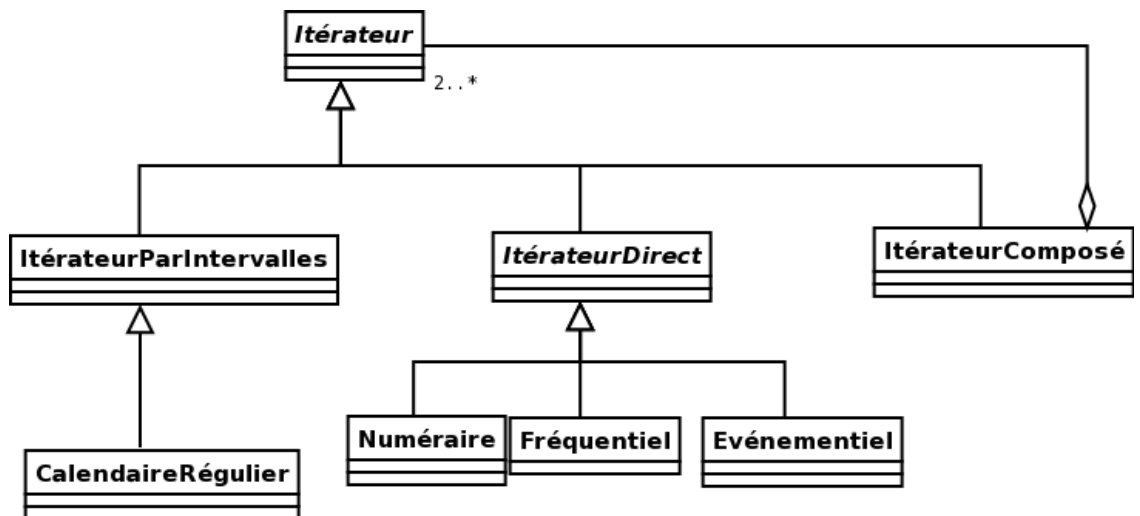 Itérateur
2..*
ItérateurParIntervalles
ItérateurDirect
ItérateurComposé
Numéraire
Fréquentiel
Evénementiel
CalendaireRégulier